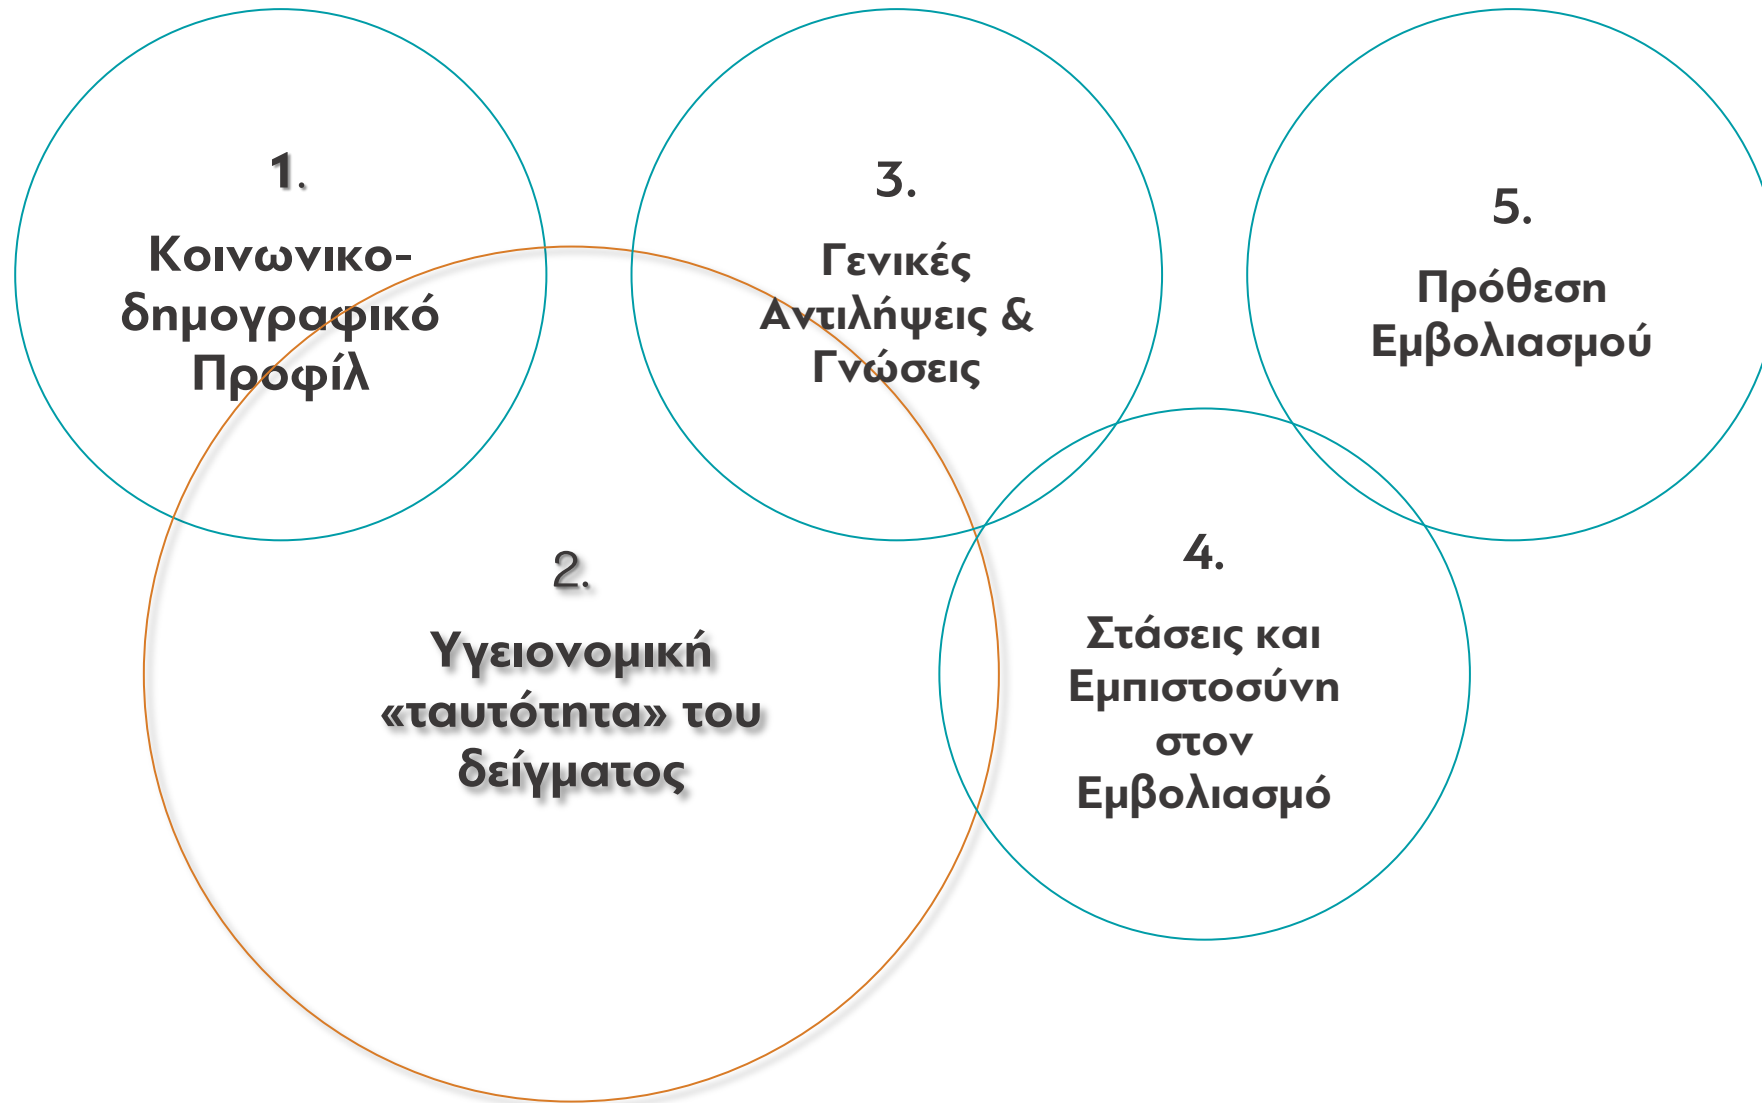 1.
Κοινωνικο-
δημογραφικό
Προφίλ
2.
Υγειονομική
«ταυτότητα» του
δείγματος
3.
Γενικές
Αντιλήψεις &
Γνώσεις
4.
Στάσεις και
Εμπιστοσύνη
στον
Εμβολιασμό
5.
Πρόθεση
Εμβολιασμού